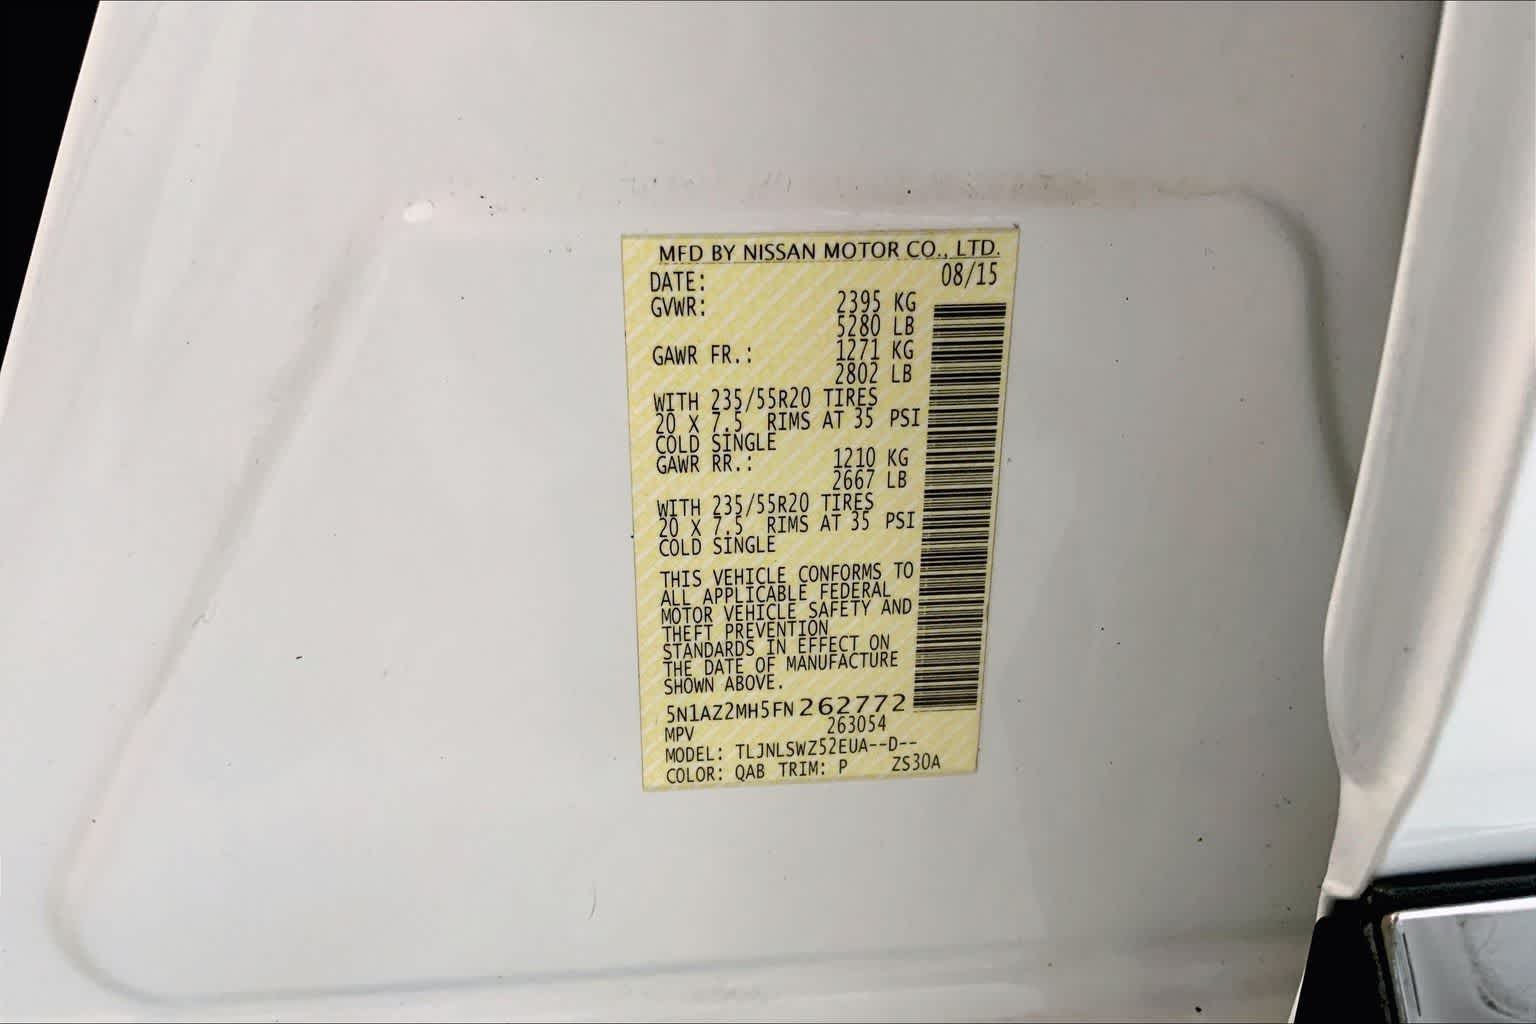 MFD BY NISSAN MOTOR CO., LTD.
DATE: 08/15
GVWR: 2395 KG
5280 LB
GAWR FR.: 1271 KG
2802 LB
WITH 235/55R20 TIRES
20 X 7.5 RIMS AT 35 PSI
COLD SINGLE
GAWR RR.: 1210 KG
2667 LB
WITH 235/55R20 TIRES
20 X 7.5 RIMS AT 35 PSI
COLD SINGLE
THIS VEHICLE CONFORMS TO
ALL APPLICABLE FEDERAL
MOTOR VEHICLE SAFETY AND
THEFT PREVENTION
STANDARDS IN EFFECT ON
THE DATE OF MANUFACTURE
SHOWN ABOVE.
5N1AZ2MH5FN262772
MPV 263054
MODEL: TLJNLSWZ52EUA--D--
COLOR: QAB TRIM: P ZS30A